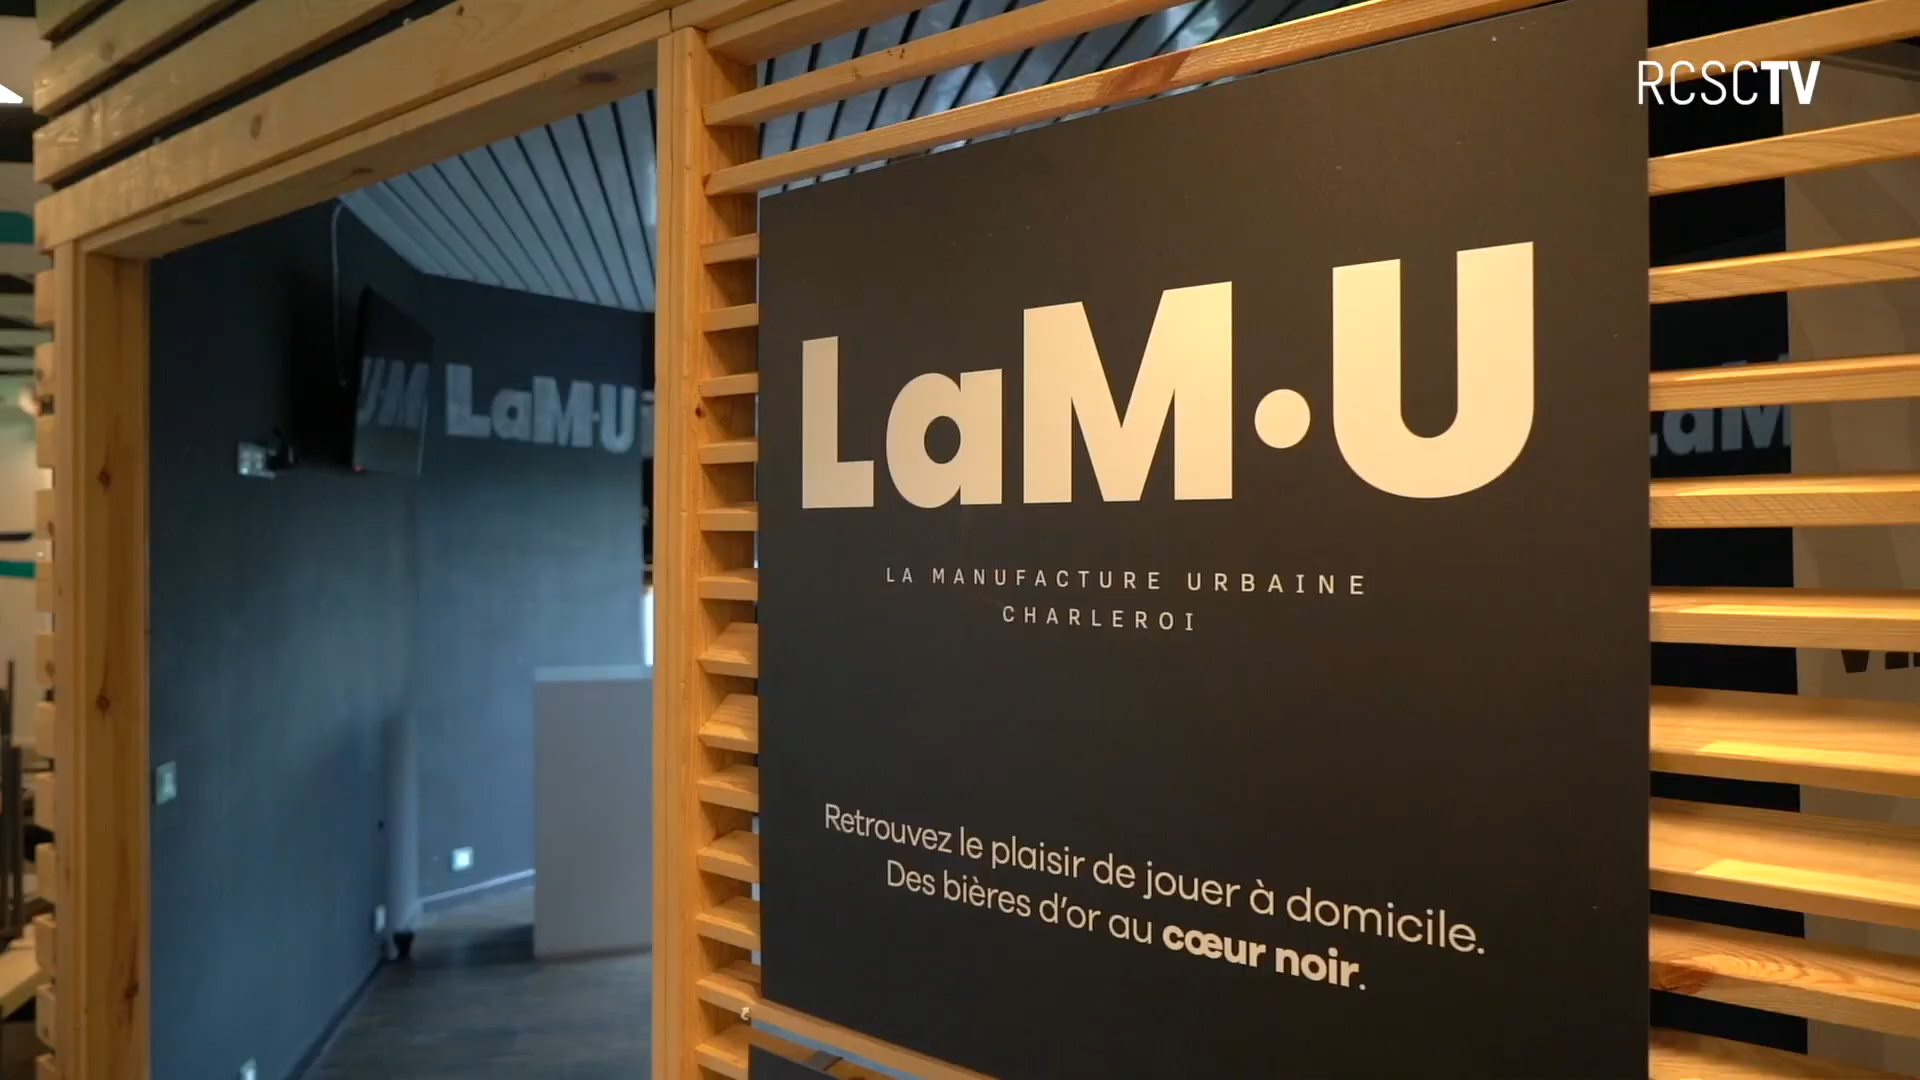 RCSCTV
LaM·U
LaM·U
LA MANUFACTURE URBAINE
CHARLEROI
Retrouvez le plaisir de jouer à domicile.
Des bières d'or au cœur noir.